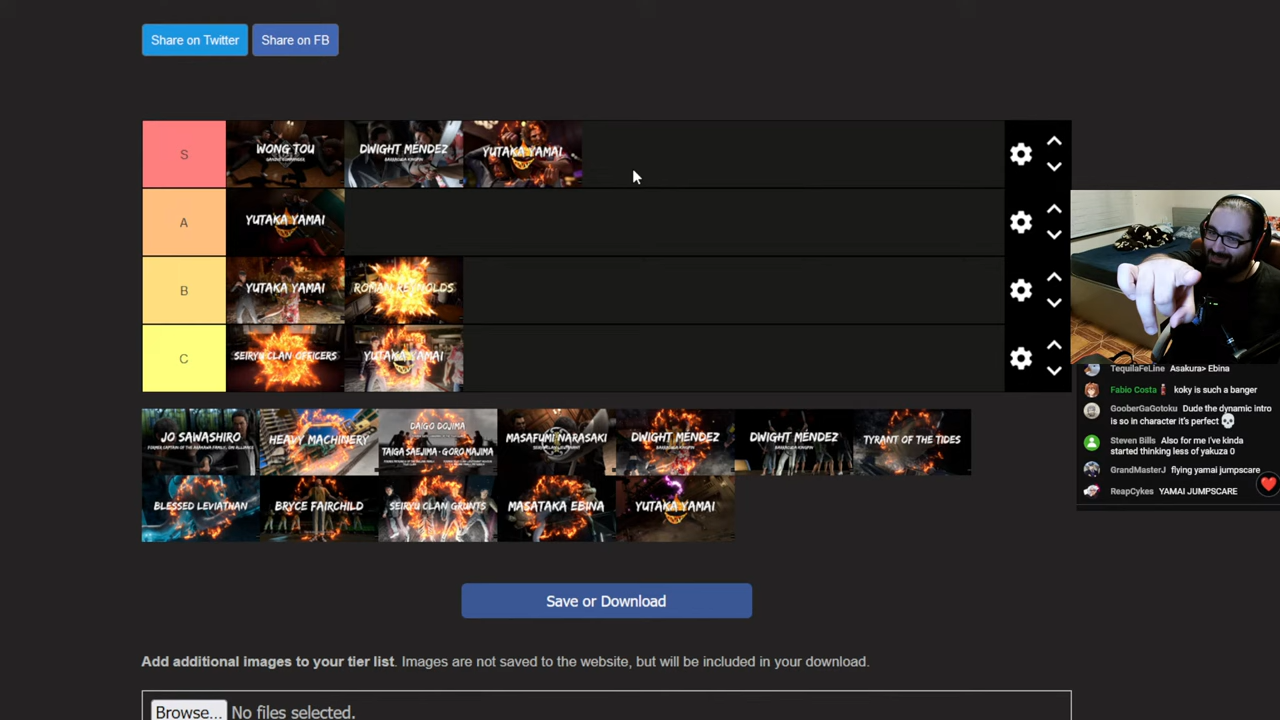 Share on Twitter
Share on FB
S
WONG TOU
DWIGHT MÉNDEZ
YUTAKA YAMAI
A
YUTAKA YAMAI
B
YUTAKA YAMAI
ROMAN REYNOLDS
C
SEIRYU CLAN OFFICERS
YUTAKA YAMAI
JO SAWASHIRO
HEAVY MACHINERY
DAIGO DOJIMA
TAIGA SAEJIMA · GORO MAJIMA
MASAFUMI NARASAKI
DWIGHT MÉNDEZ
DWIGHT MÉNDEZ
TYRANT OF THE TIDES
BLESSED LEVIATHAN
BRYCE FAIRCHILD
SEIRYU CLAN GRUNTS
MASATAKA EBINA
YUTAKA YAMAI
Save or Download
Add additional images to your tier list. Images are not saved to the website, but will be included in your download.
Browse... No files selected.
TequilaFeLine Asakura> Ebina
Fabio Costa koky is such a banger
GooberGaGotoku Dude the dynamic intro
is so in character it's perfect
Steven Bills Also for me I've kinda
started thinking less of yakuza 0
GrandMasterJ flying yamai jumpscare
ReapCykes YAMAI JUMPSCARE